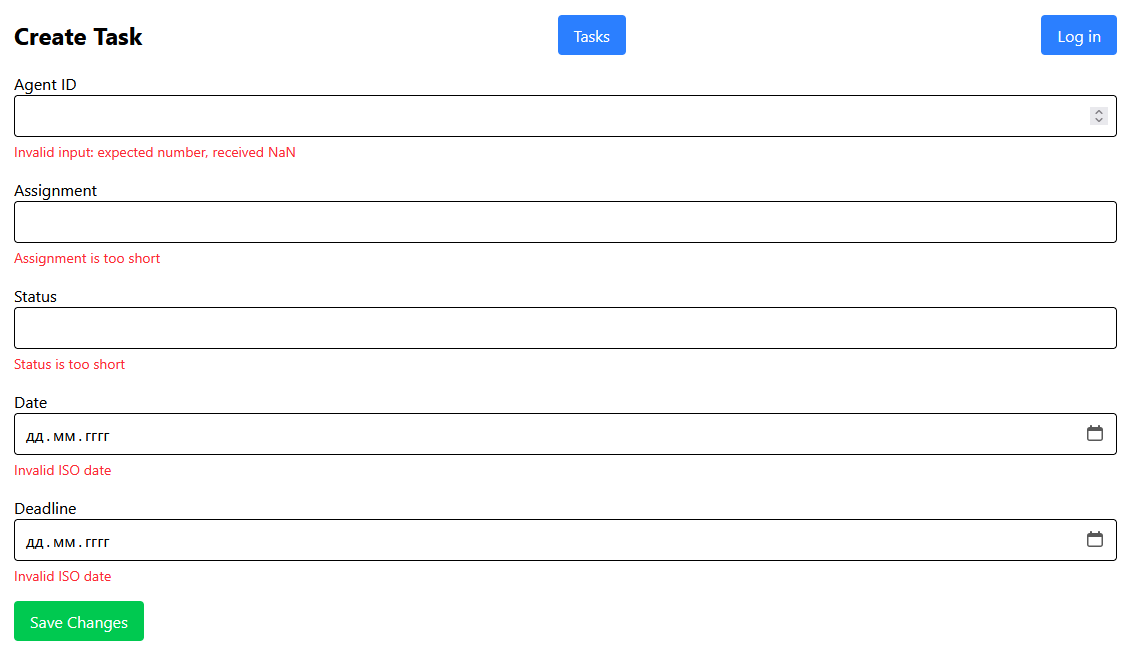 Create Task
Tasks
Log in
Agent ID
Invalid input: expected number, received NaN
Assignment
Assignment is too short
Status
Status is too short
Date
дд.мм.гггг
Invalid ISO date
Deadline
дд.мм.гггг
Invalid ISO date
Save Changes